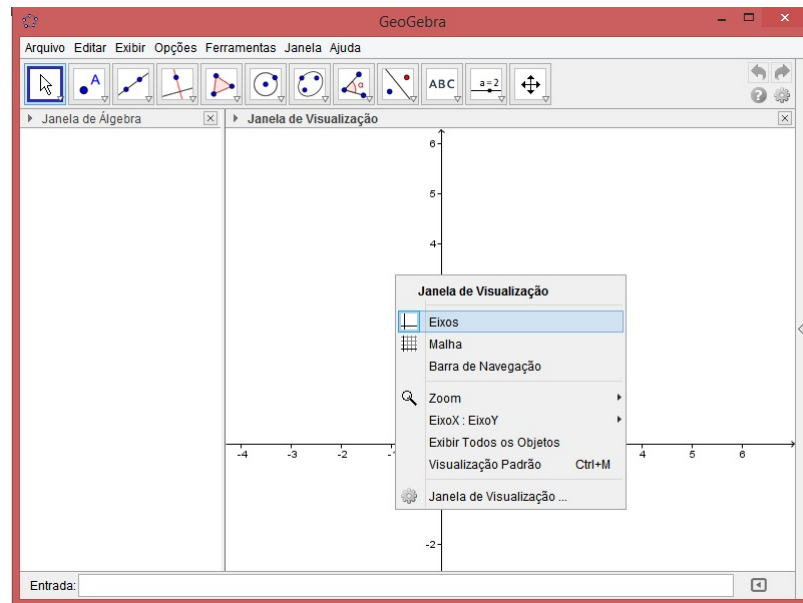 GeoGebra
Arquivo Editar Exibir Opções Ferramentas Janela Ajuda
A
α
ABC
a=2
Janela de Álgebra
Janela de Visualização
6
5
4
Janela de Visualização
Eixos
Malha
Barra de Navegação
Zoom
EixoX : EixoY
Exibir Todos os Objetos
Visualização Padrão Ctrl+M
Janela de Visualização ...
-4 -3 -2 4 5 6
-2
Entrada: